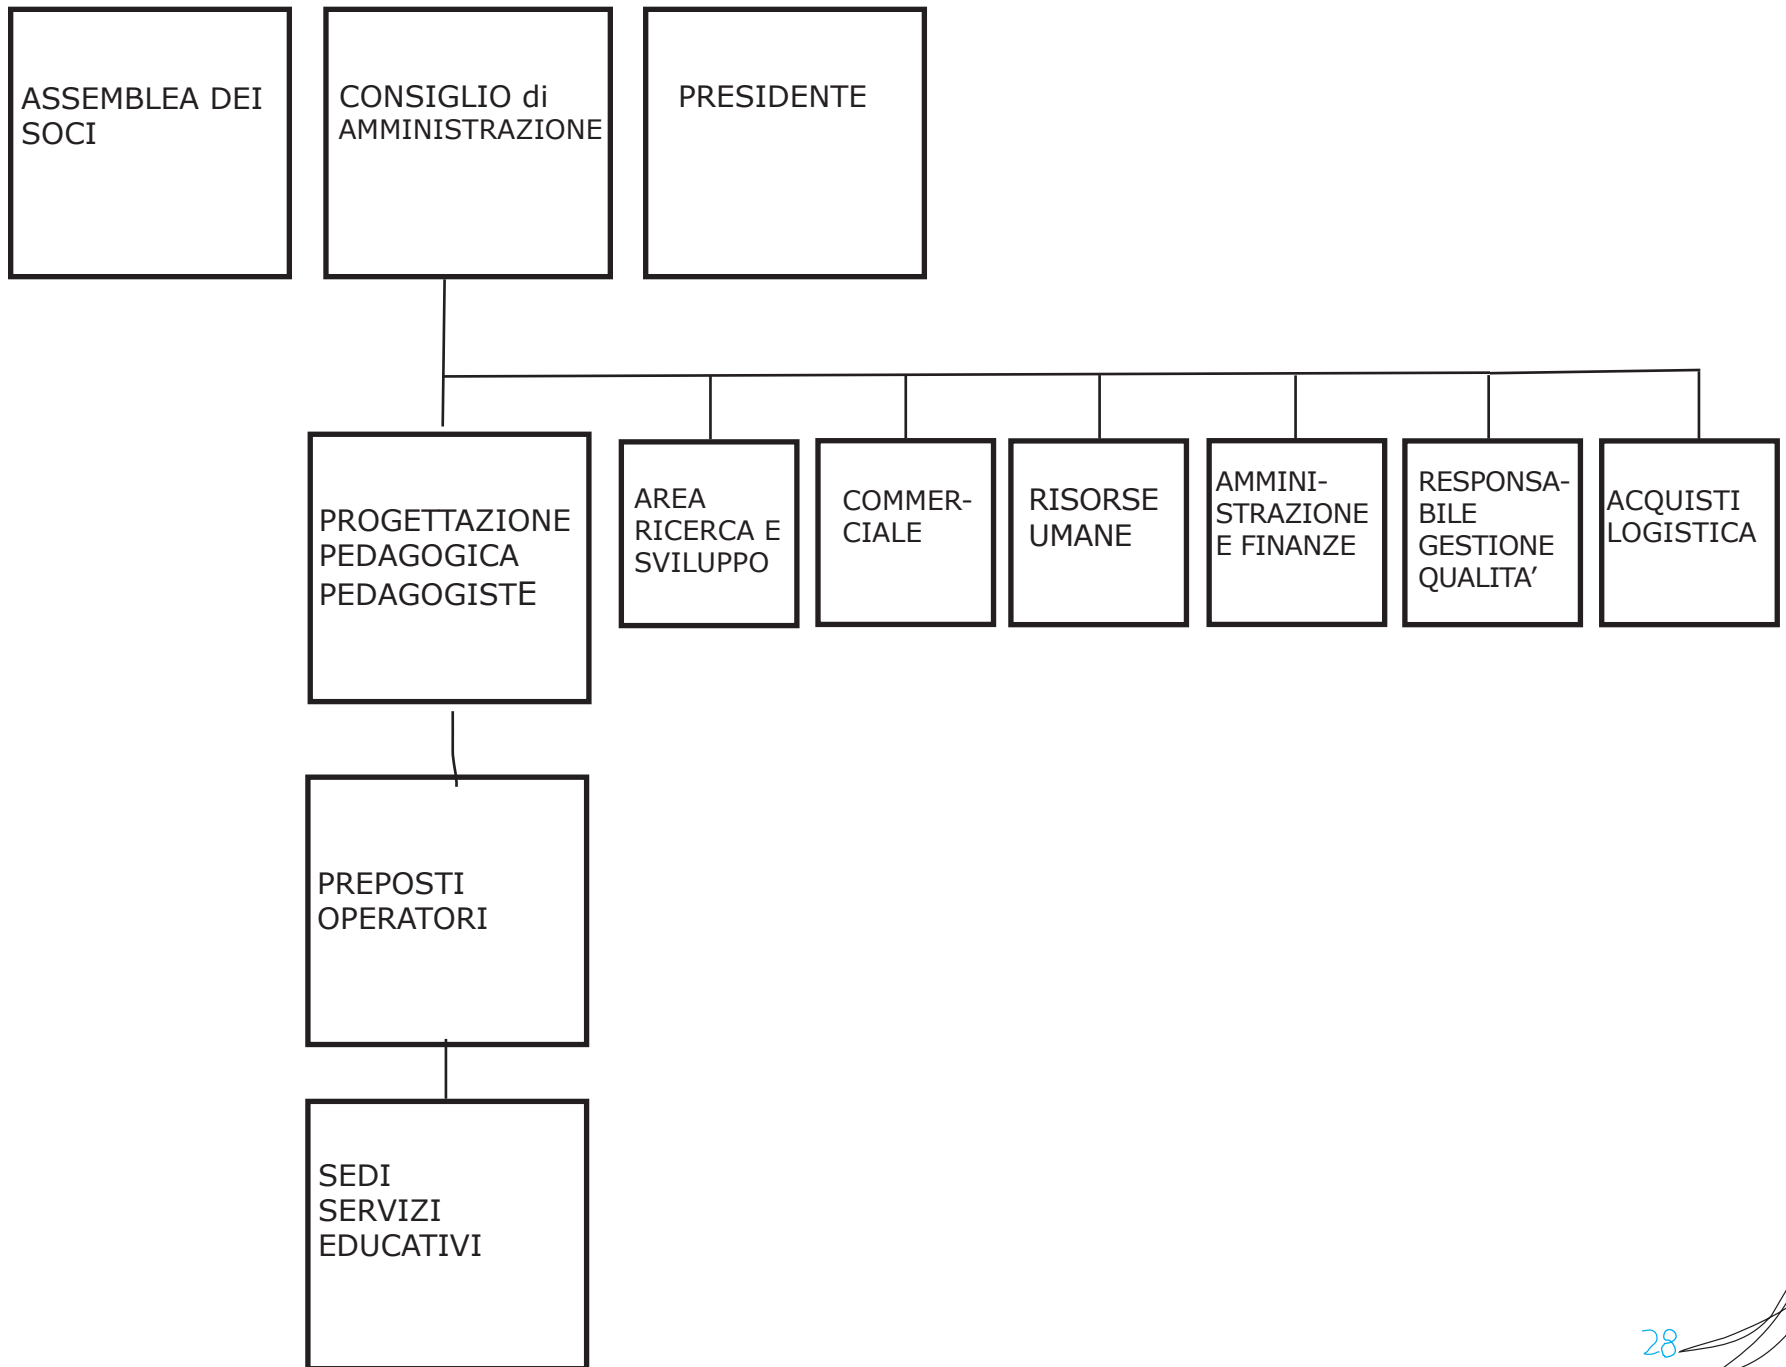 ASSEMBLEA DEI
SOCI
CONSIGLIO di
AMMINISTRAZIONE
PRESIDENTE
PROGETTAZIONE
PEDAGOGICA
PEDAGOGISTE
AREA
RICERCA E
SVILUPPO
COMMER-
CIALE
RISORSE
UMANE
AMMINI-
STRAZIONE
E FINANZE
RESPONSA-
BILE
GESTIONE
QUALITA’
ACQUISTI
LOGISTICA
PREPOSTI
OPERATORI
SEDI
SERVIZI
EDUCATIVI
28